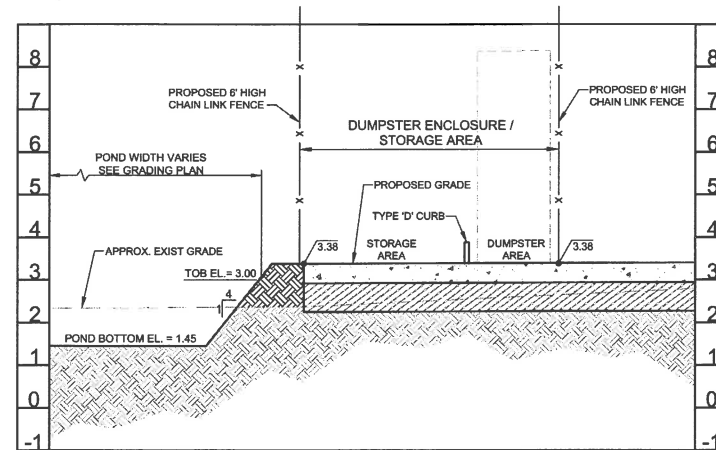 8
7
6
5
4
3
2
1
0
-1
PROPOSED 6' HIGH
CHAIN LINK FENCE
PROPOSED 6' HIGH
CHAIN LINK FENCE
DUMPSTER ENCLOSURE /
STORAGE AREA
POND WIDTH VARIES
SEE GRADING PLAN
PROPOSED GRADE
TYPE 'D' CURB
APPROX. EXIST GRADE
3.38
STORAGE
AREA
DUMPSTER
AREA
3.38
TOB EL.= 3.00
4
POND BOTTOM EL. = 1.45
8
7
6
5
4
3
2
1
0
-1